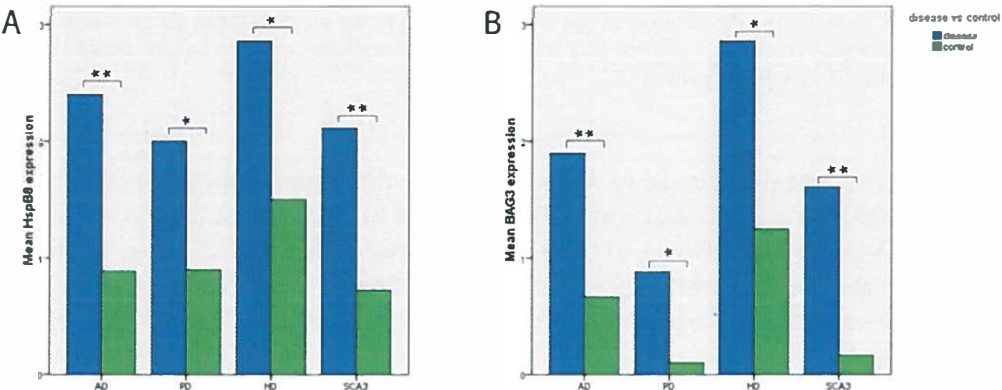 A
Mean HspB8 expression
3
2
1
0
**
*
*
**
AD
PD
HD
SCA3
B
Mean BAG3 expression
3
2
1
0
**
*
*
**
AD
PD
HD
SCA3
disease vs control
disease
control